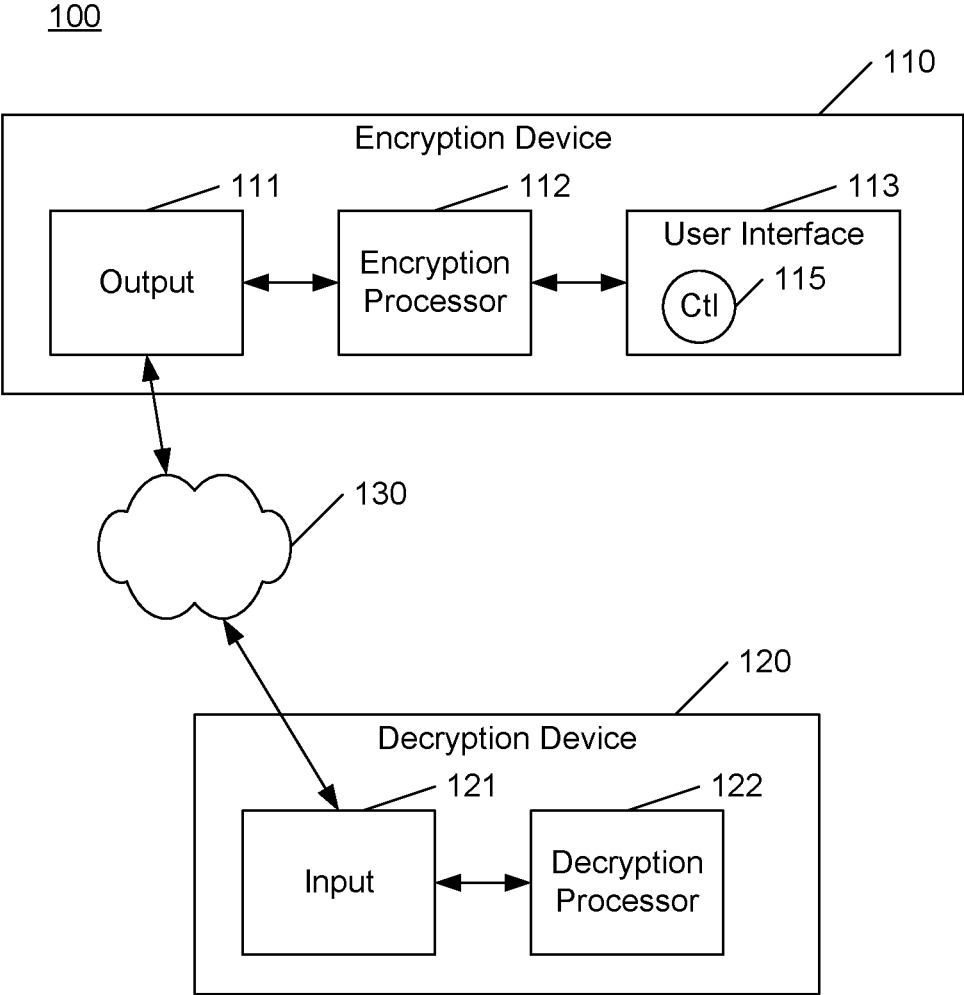 100
110
Encryption Device
111
112
113
Output
Encryption
Processor
User Interface
115
Ctl
130
120
Decryption Device
121
122
Input
Decryption
Processor